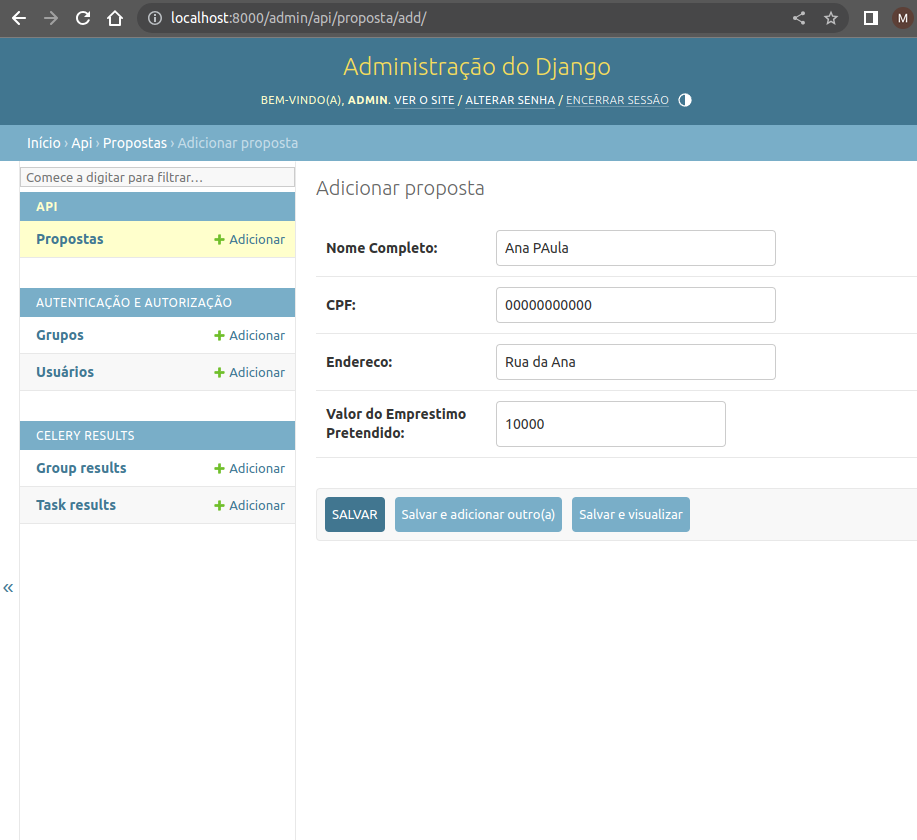 localhost:8000/admin/api/proposta/add/
M
Administração do Django
BEM-VINDO(A), ADMIN. VER O SITE / ALTERAR SENHA / ENCERRAR SESSÃO
Início › Api › Propostas › Adicionar proposta
Comece a digitar para filtrar…
API
Propostas + Adicionar
AUTENTICAÇÃO E AUTORIZAÇÃO
Grupos + Adicionar
Usuários + Adicionar
CELERY RESULTS
Group results + Adicionar
Task results + Adicionar
«
Adicionar proposta
Nome Completo: Ana PAula
CPF: 00000000000
Endereco: Rua da Ana
Valor do Emprestimo
Pretendido: 10000
SALVAR Salvar e adicionar outro(a) Salvar e visualizar